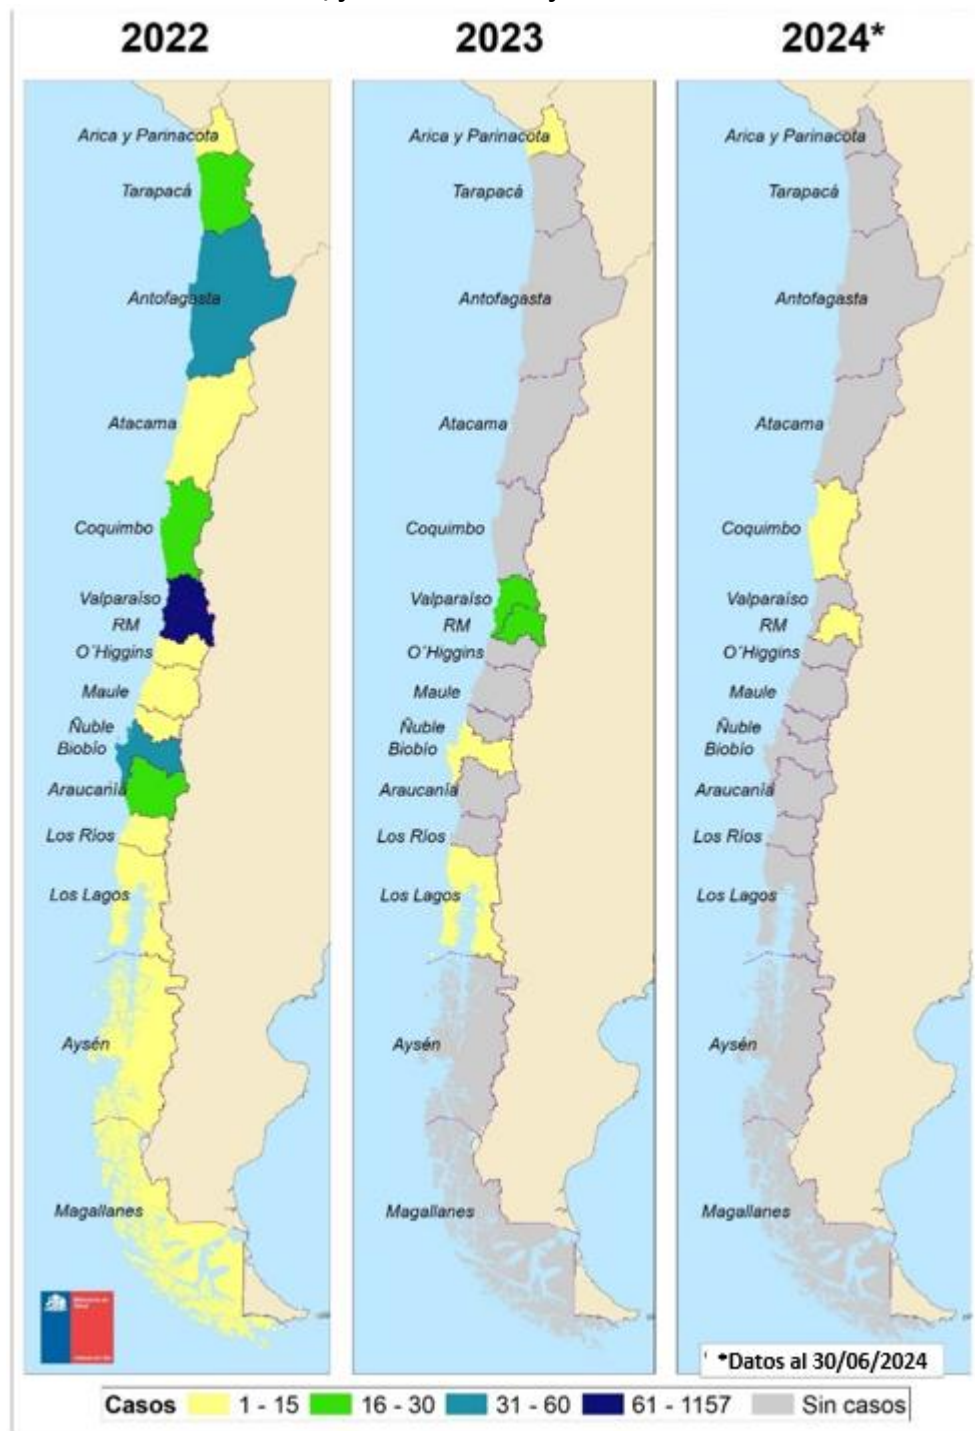 2022
Arica y Parinacota
Tarapacá
Antofagasta
Atacama
Coquimbo
Valparaíso
RM
O´Higgins
Maule
Ñuble
Biobío
Araucanía
Los Ríos
Los Lagos
Aysén
Magallanes
2023
Arica y Parinacota
Tarapacá
Antofagasta
Atacama
Coquimbo
Valparaíso
RM
O´Higgins
Maule
Ñuble
Biobío
Araucanía
Los Ríos
Los Lagos
Aysén
Magallanes
2024*
Arica y Parinacota
Tarapacá
Antofagasta
Atacama
Coquimbo
Valparaíso
RM
O´Higgins
Maule
Ñuble
Biobío
Araucanía
Los Ríos
Los Lagos
Aysén
Magallanes
*Datos al 30/06/2024
Casos 1 - 15 16 - 30 31 - 60 61 - 1157 Sin casos